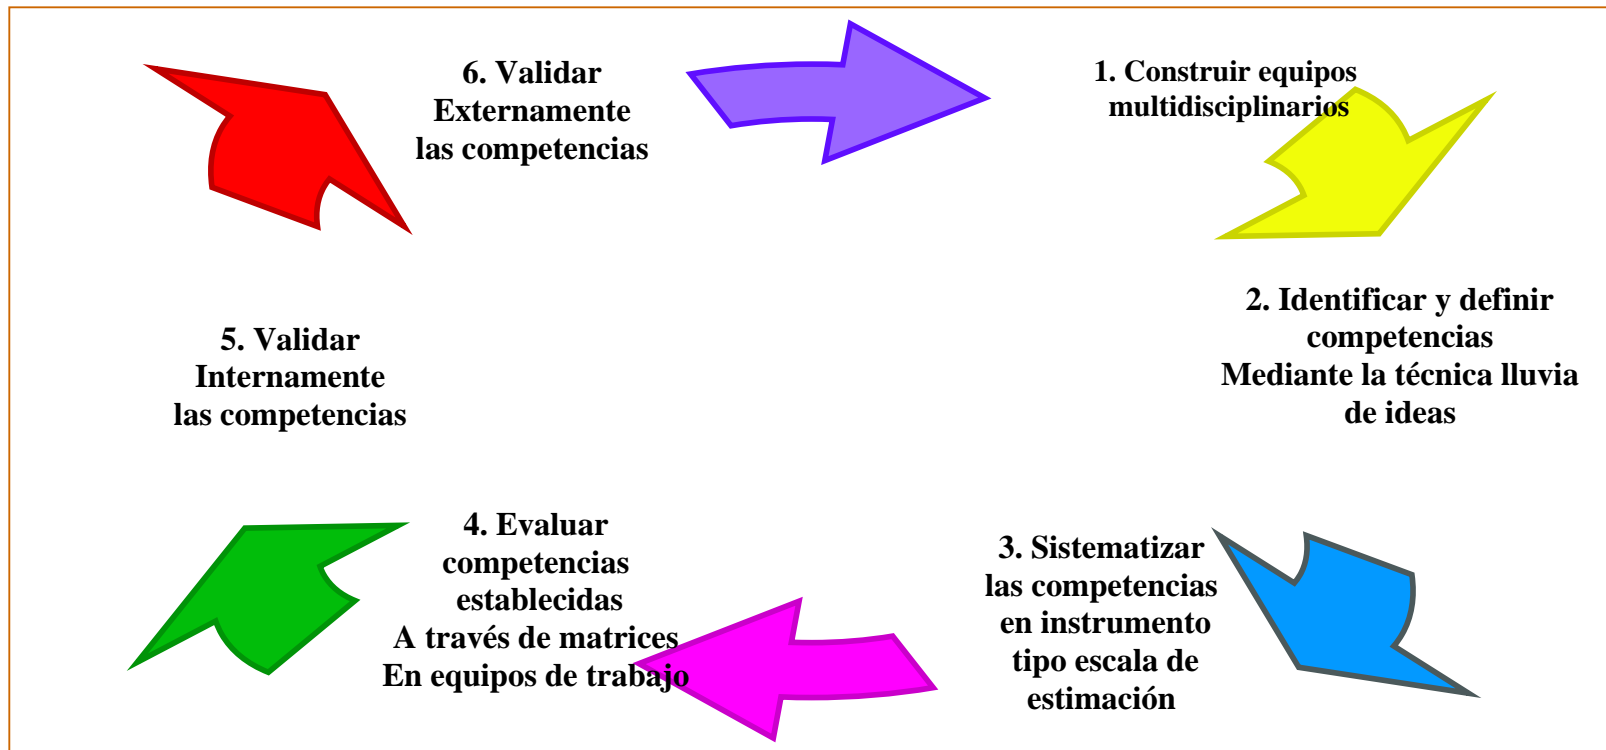 1. Construir equipos
multidisciplinarios
2. Identificar y definir
competencias
Mediante la técnica lluvia
de ideas
3. Sistematizar
las competencias
en instrumento
tipo escala de
estimación
4. Evaluar
competencias
establecidas
A través de matrices
En equipos de trabajo
5. Validar
Internamente
las competencias
6. Validar
Externamente
las competencias